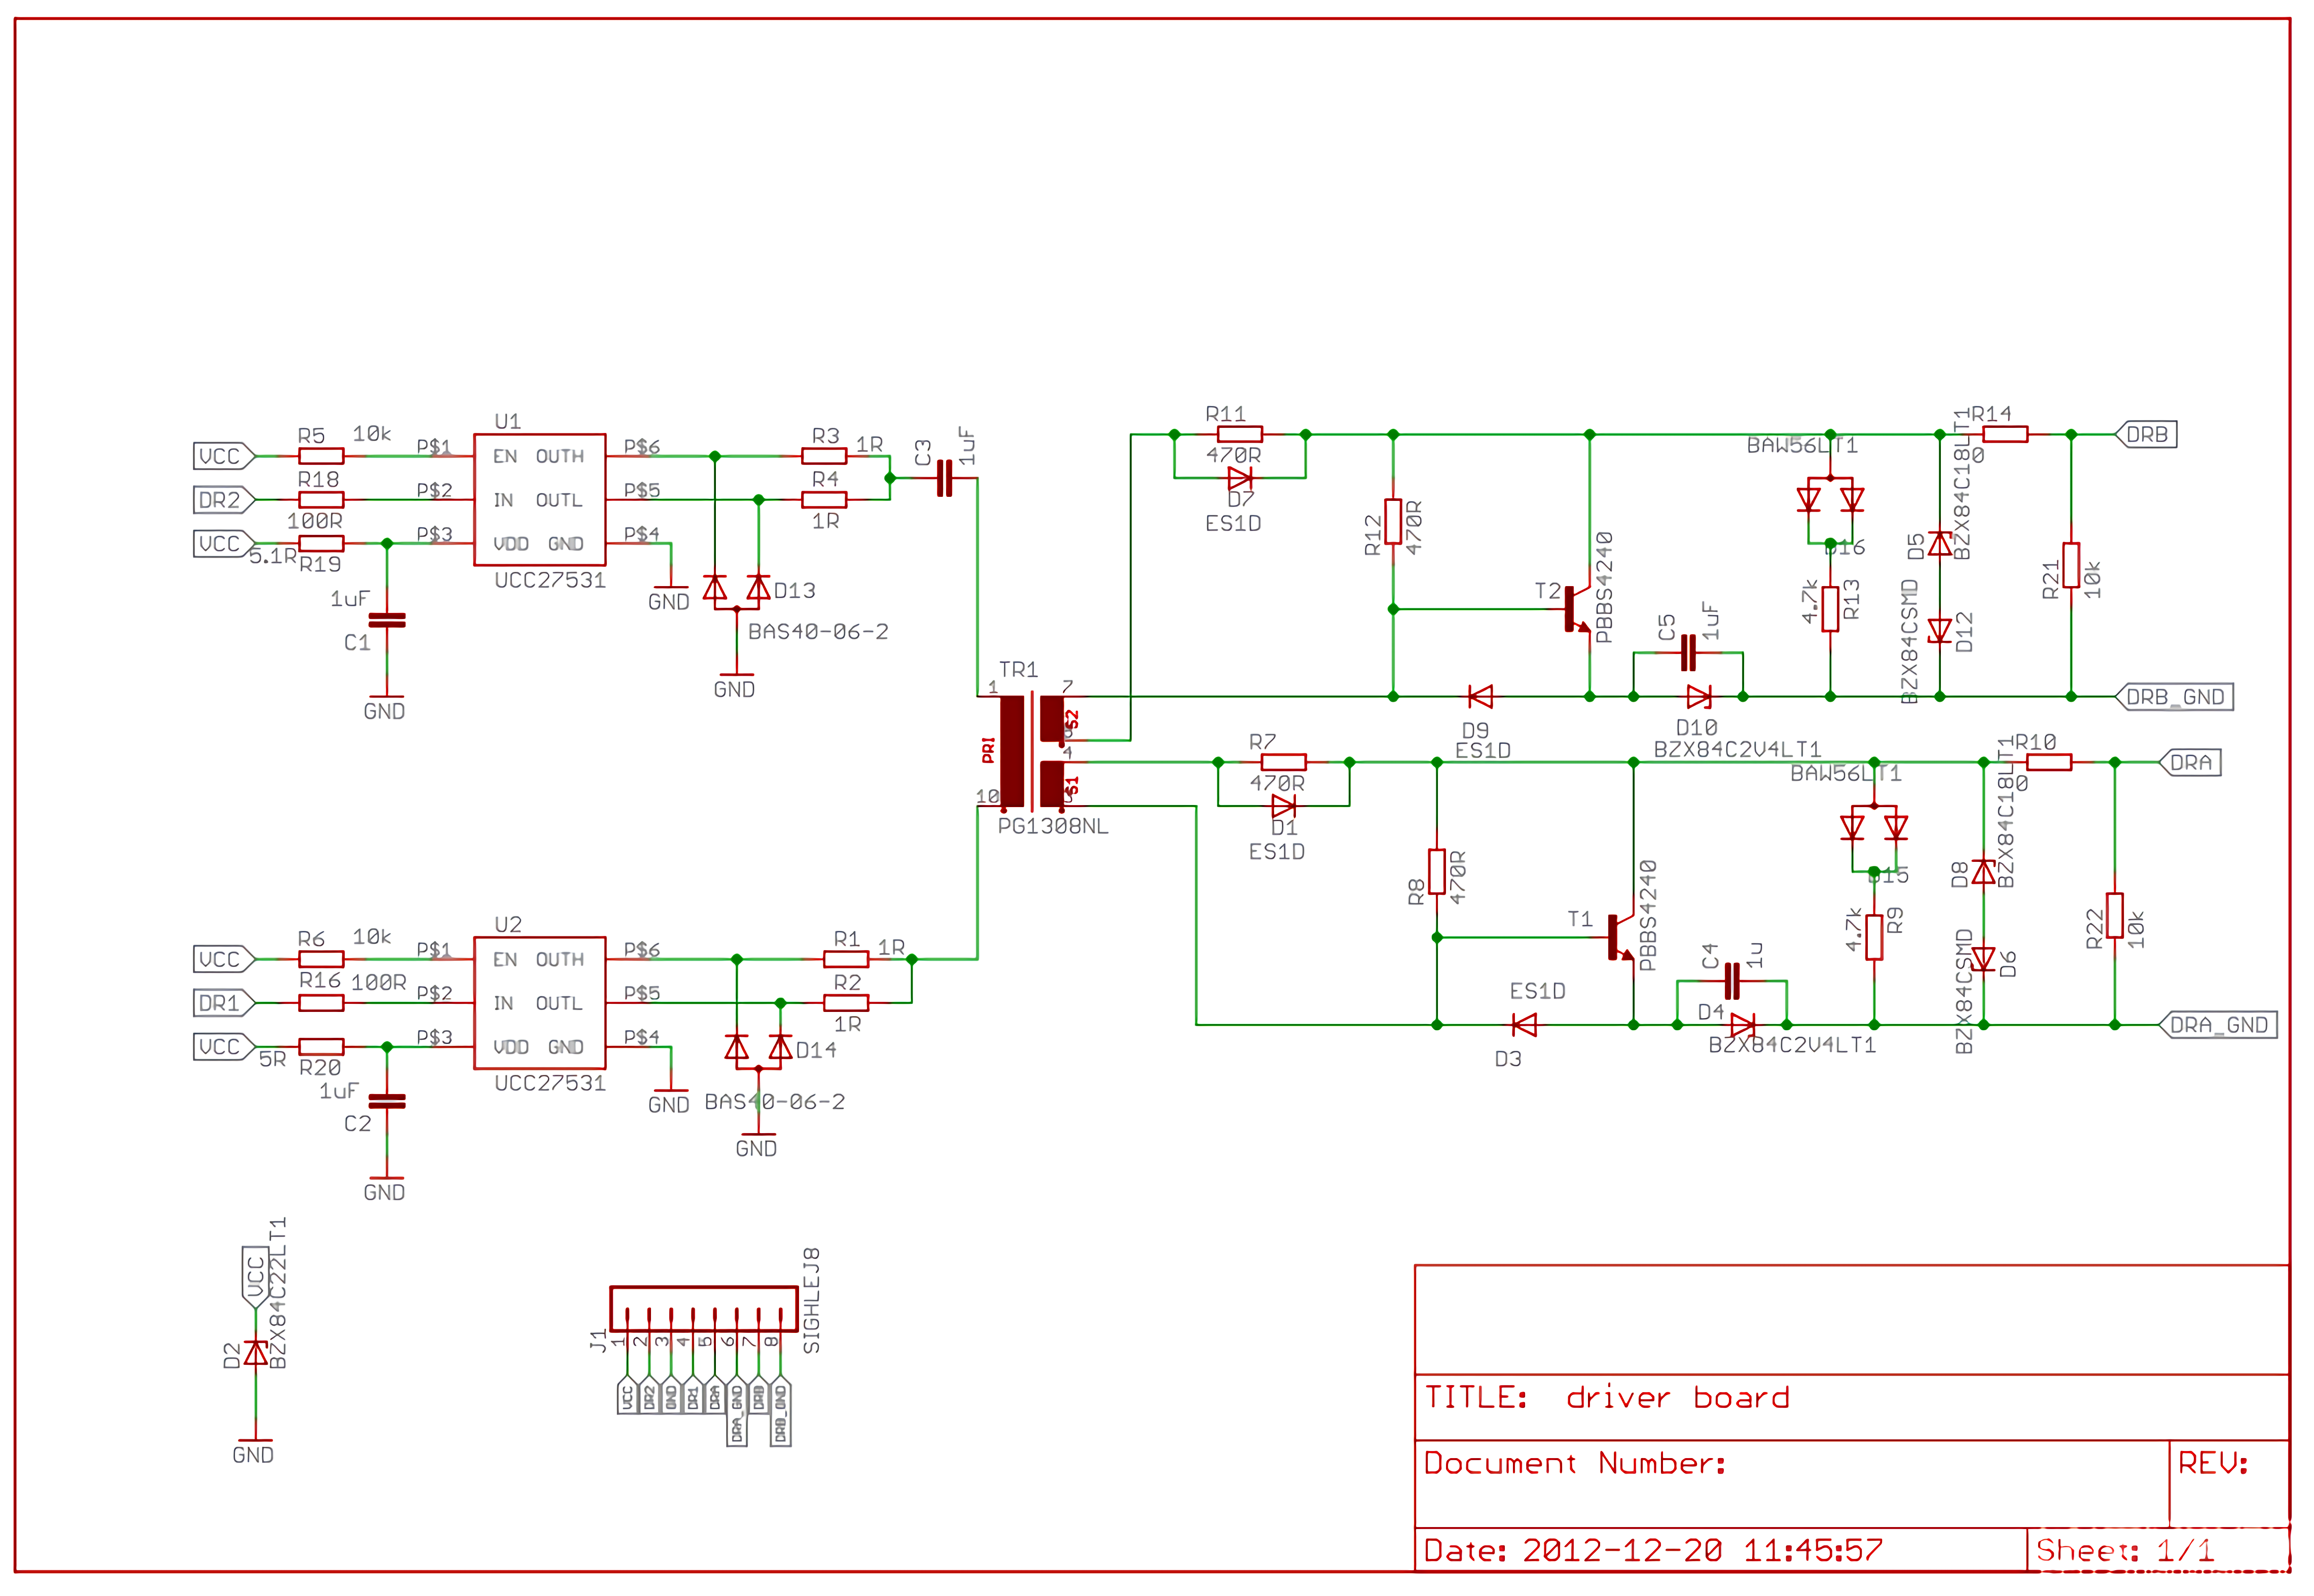 U1
R5
10k
VCC
P$1
EN
OUTH
P$6
R3
1R
R18
DR2
100R
P$2
IN
OUTL
P$5
R4
1R
VCC
5.1R
R19
P$3
VDD
GND
P$4
UCC27531
GND
1uF
C1
GND
D13
BAS40-06-2
GND
C3
1uF
TR1
1
10
PRI
7
S2
4
S1
PG1308NL
R11
470R
D7
ES1D
R12
470R
T2
PBBS4240
D9
ES1D
C5
1uF
D10
BZX84C2V4LT1
BAW56LT1
D16
4.7k
R13
D5
BZX84C18LT1
BZX84CSMD
D12
R14
0
R21
10k
DRB
DRB_GND
R7
470R
D1
ES1D
R8
470R
T1
PBBS4240
ES1D
D3
C4
1u
D4
BZX84C2V4LT1
BAW56LT1
D15
4.7k
R9
D8
BZX84C18LT1
BZX84CSMD
D6
R10
0
R22
10k
DRA
DRA_GND
U2
R6
10k
VCC
P$1
EN
OUTH
P$6
R1
1R
R16
100R
DR1
P$2
IN
OUTL
P$5
R2
1R
VCC
5R
R20
P$3
VDD
GND
P$4
UCC27531
GND
1uF
C2
GND
D14
BAS40-06-2
GND
VCC
D2
BZX84C22LT1
GND
J1
SIGHLEJ8
1
2
3
4
5
6
7
8
VCC
DR2
GND
DR1
DRA
DRA_GND
DRB
DRB_GND
TITLE: driver board
Document Number:
REV:
Date: 2012-12-20 11:45:57
Sheet: 1/1